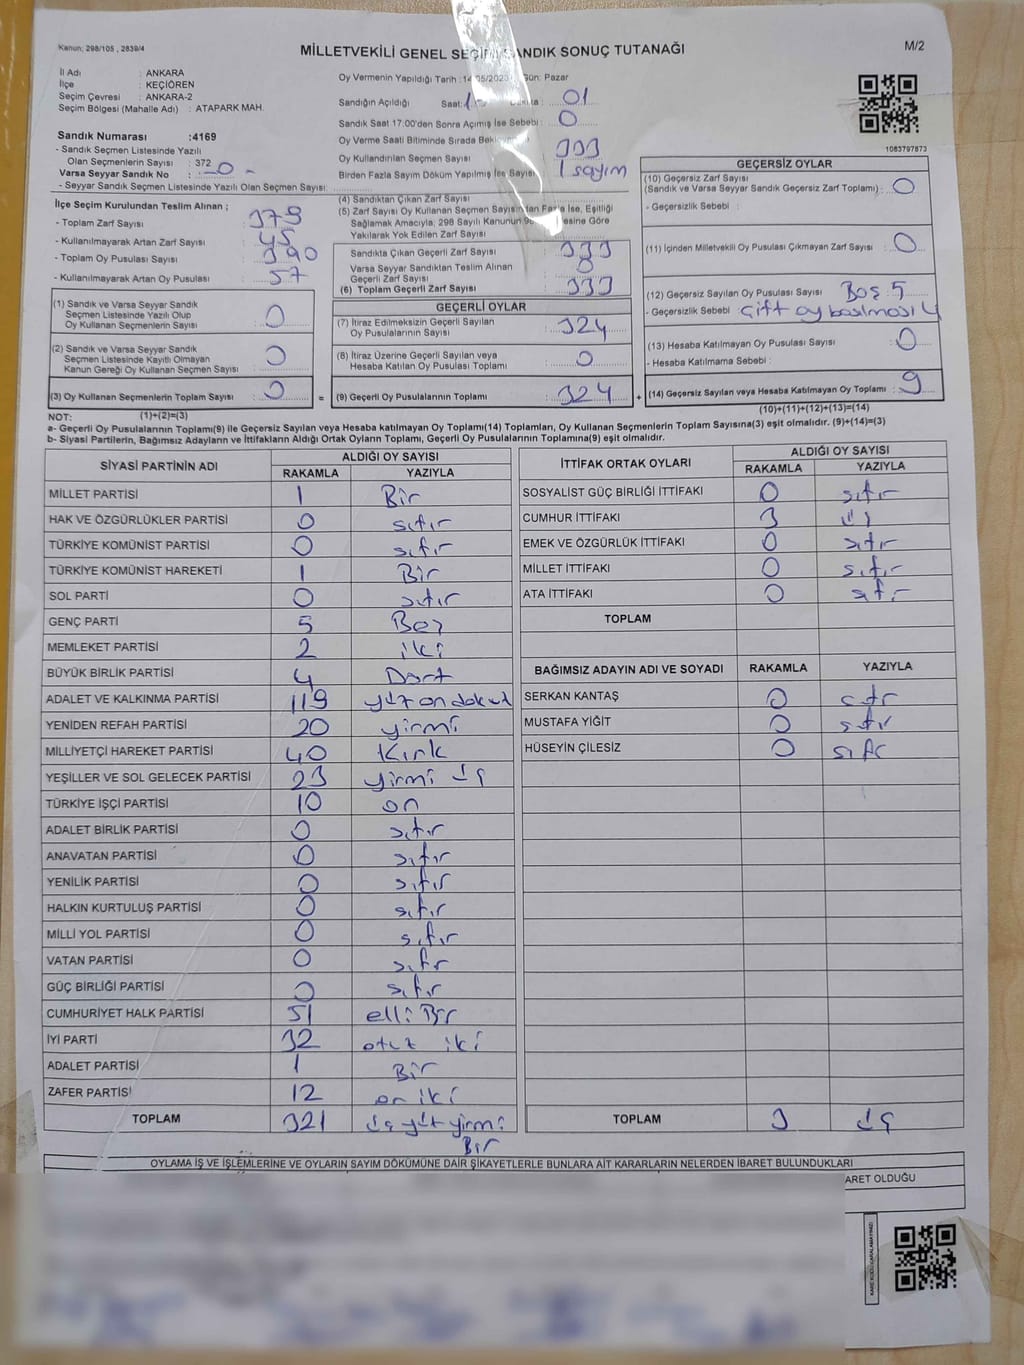 Kanun; 298/105 , 2839/4
MİLLETVEKİLİ GENEL SEÇİM SANDIK SONUÇ TUTANAĞI
M/2
İl Adı : ANKARA
İlçe : KEÇİÖREN
Seçim Çevresi : ANKARA-2
Seçim Bölgesi (Mahalle Adı) : ATAPARK MAH.
Sandık Numarası :4169
- Sandık Seçmen Listesinde Yazılı
Olan Seçmenlerin Sayısı : 372
Varsa Seyyar Sandık No : -0-
- Seyyar Sandık Seçmen Listesinde Yazılı Olan Seçmen Sayısı:
Oy Vermenin Yapıldığı Tarih : 14/05/2023 Gün: Pazar
Sandığın Açıldığı Saat: : 01
Sandık Saat 17:00'den Sonra Açılmış İse Sebebi : 0
Oy Verme Saati Bitiminde Sırada
Oy Kullandırılan Seçmen Sayısı 333
Birden Fazla Sayım Döküm Yapılmış İse Sayısı 1 sayım
1083797873
İlçe Seçim Kurulundan Teslim Alınan ;
- Toplam Zarf Sayısı : 378
- Kullanılmayarak Artan Zarf Sayısı : 45
- Toplam Oy Pusulası Sayısı : 390
- Kullanılmayarak Artan Oy Pusulası : 57
(1) Sandık ve Varsa Seyyar Sandık
Seçmen Listesinde Yazılı Olup
Oy Kullanan Seçmenlerin Sayısı : 0
(2) Sandık ve Varsa Seyyar Sandık
Seçmen Listesinde Kayıtlı Olmayan
Kanun Gereği Oy Kullanan Seçmen Sayısı : 0
(3) Oy Kullanan Seçmenlerin Toplam Sayısı : 0
(4) Sandıktan Çıkan Zarf Sayısı
(5) Zarf Sayısı Oy Kullanan Seçmen Sayısından Fazla İse, Eşitliği
Sağlamak Amacıyla, 298 Sayılı Kanunun Göre
Yakılarak Yok Edilen Zarf Sayısı
Sandıkta Çıkan Geçerli Zarf Sayısı : 333
Varsa Seyyar Sandıktan Teslim Alınan
Geçerli Zarf Sayısı : 0
(6) Toplam Geçerli Zarf Sayısı : 333
GEÇERLİ OYLAR
(7) İtiraz Edilmeksizin Geçerli Sayılan
Oy Pusulalarının Sayısı : 324
(8) İtiraz Üzerine Geçerli Sayılan veya
Hesaba Katılan Oy Pusulası Toplamı : 0
= (9) Geçerli Oy Pusulalarının Toplamı : 324 +
GEÇERSİZ OYLAR
(10) Geçersiz Zarf Sayısı
(Sandık ve Varsa Seyyar Sandık Geçersiz Zarf Toplamı) : 0
- Geçersizlik Sebebi :
(11) İçinden Milletvekili Oy Pusulası Çıkmayan Zarf Sayısı : 0
(12) Geçersiz Sayılan Oy Pusulası Sayısı : Boş 5
- Geçersizlik Sebebi : Çift oy basılması 4
(13) Hesaba Katılmayan Oy Pusulası Sayısı : 0
- Hesaba Katılmama Sebebi :
(14) Geçersiz Sayılan veya Hesaba Katılmayan Oy Toplamı : 9
NOT: (1)+(2)=(3)
(10)+(11)+(12)+(13)=(14)
a- Geçerli Oy Pusulalarının Toplamı(9) ile Geçersiz Sayılan veya Hesaba katılmayan Oy Toplamı(14) Toplamları, Oy Kullanan Seçmenlerin Toplam Sayısına(3) eşit olmalıdır. (9)+(14)=(3)
b- Siyasi Partilerin, Bağımsız Adayların ve İttifakların Aldığı Ortak Oyların Toplamı, Geçerli Oy Pusulalarının Toplamına(9) eşit olmalıdır.
SİYASİ PARTİNİN ADI ALDIĞI OY SAYISI
RAKAMLA YAZIYLA
MİLLET PARTİSİ 1 Bir
HAK VE ÖZGÜRLÜKLER PARTİSİ 0 sıfır
TÜRKİYE KOMÜNİST PARTİSİ 0 sıfır
TÜRKİYE KOMÜNİST HAREKETİ 1 Bir
SOL PARTİ 0 sıfır
GENÇ PARTİ 5 Beş
MEMLEKET PARTİSİ 2 iki
BÜYÜK BİRLİK PARTİSİ 4 Dört
ADALET VE KALKINMA PARTİSİ 119 yüz on dokuz
YENİDEN REFAH PARTİSİ 20 yirmi
MİLLİYETÇİ HAREKET PARTİSİ 40 Kırk
YEŞİLLER VE SOL GELECEK PARTİSİ 23 yirmi üç
TÜRKİYE İŞÇİ PARTİSİ 10 on
ADALET BİRLİK PARTİSİ 0 sıfır
ANAVATAN PARTİSİ 0 sıfır
YENİLİK PARTİSİ 0 sıfır
HALKIN KURTULUŞ PARTİSİ 0 sıfır
MİLLİ YOL PARTİSİ 0 sıfır
VATAN PARTİSİ 0 sıfır
GÜÇ BİRLİĞİ PARTİSİ 0 sıfır
CUMHURİYET HALK PARTİSİ 51 elli Bir
İYİ PARTİ 32 otuz iki
ADALET PARTİSİ 1 Bir
ZAFER PARTİSİ 12 on iki
TOPLAM 321 üç yüz yirmi Bir
İTTİFAK ORTAK OYLARI ALDIĞI OY SAYISI
RAKAMLA YAZIYLA
SOSYALİST GÜÇ BİRLİĞİ İTTİFAKI 0 sıfır
CUMHUR İTTİFAKI 3 üç
EMEK VE ÖZGÜRLÜK İTTİFAKI 0 sıfır
MİLLET İTTİFAKI 0 sıfır
ATA İTTİFAKI 0 sıfır
TOPLAM
BAĞIMSIZ ADAYIN ADI VE SOYADI RAKAMLA YAZIYLA
SERKAN KANTAŞ 0 sıfır
MUSTAFA YİĞİT 0 sıfır
HÜSEYİN ÇİLESİZ 0 sıfır
TOPLAM 3 üç
OYLAMA İŞ VE İŞLEMLERİNE VE OYLARIN SAYIM DÖKÜMÜNE DAİR ŞİKAYETLERLE BUNLARA AİT KARARLARIN NELERDEN İBARET BULUNDUKLARI
ARET OLDUĞU